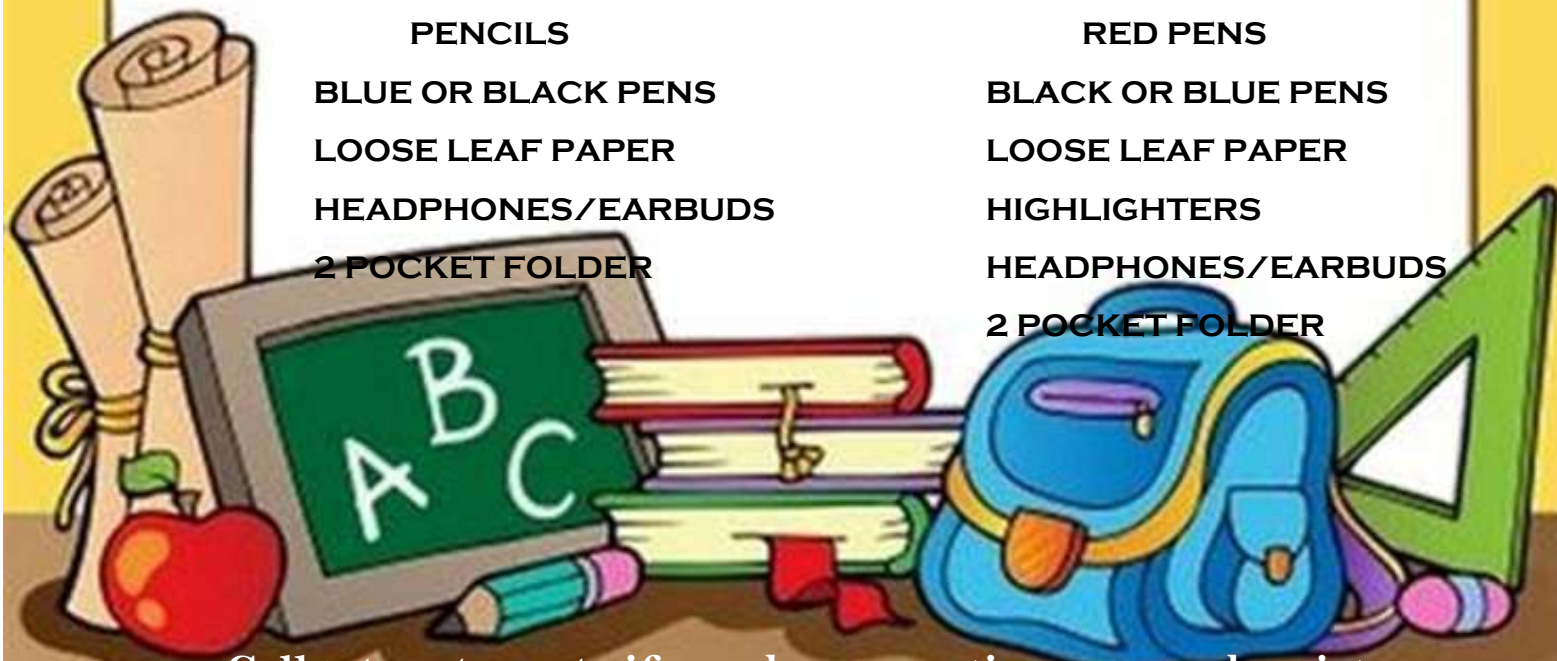 PENCILS
BLUE OR BLACK PENS
LOOSE LEAF PAPER
HEADPHONES/EARBUDS
2 POCKET FOLDER
RED PENS
BLACK OR BLUE PENS
LOOSE LEAF PAPER
HIGHLIGHTERS
HEADPHONES/EARBUDS
2 POCKET FOLDER
A B C